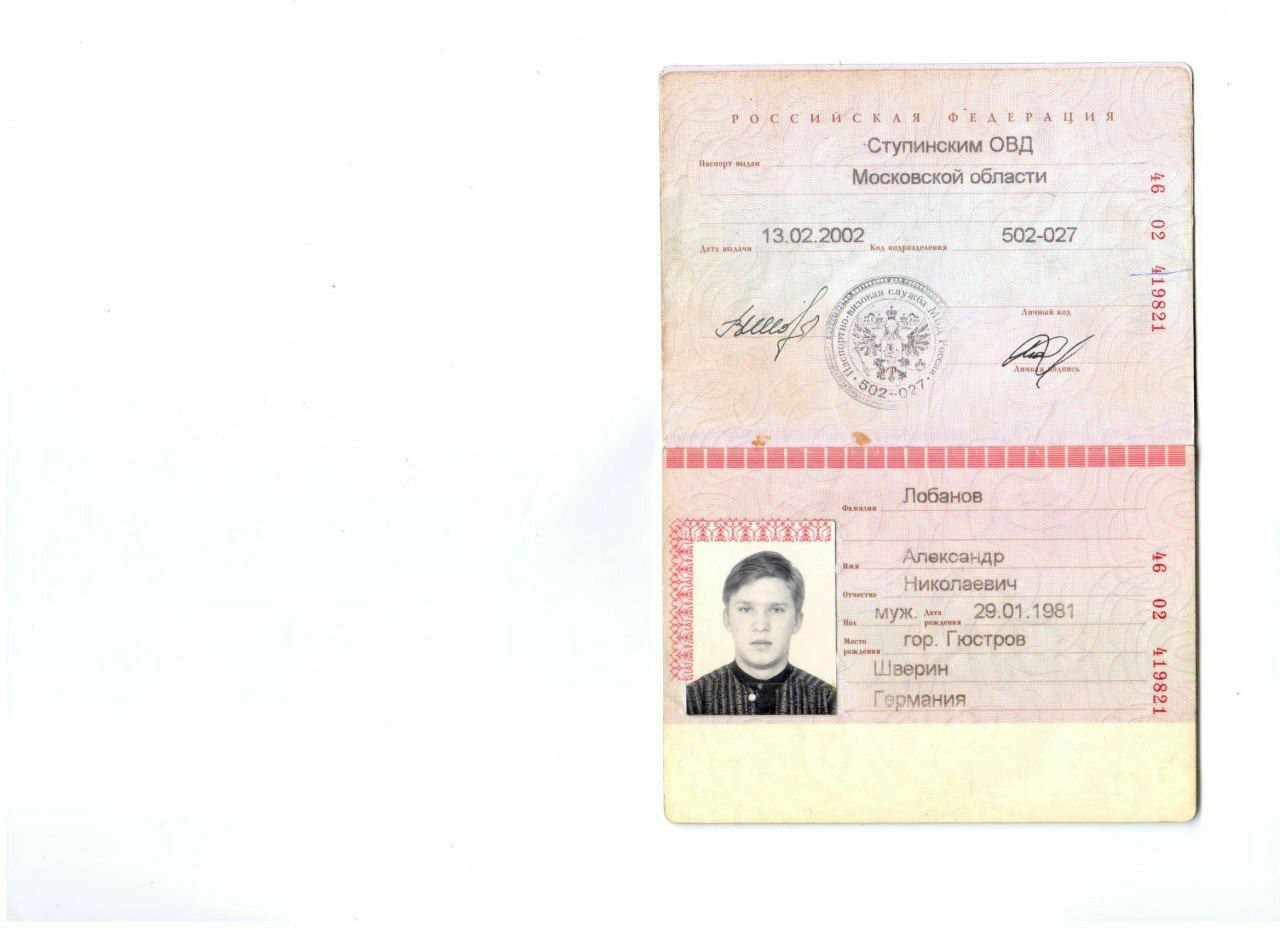 РОССИЙСКАЯ ФЕДЕРАЦИЯ
Паспорт выдан Ступинским ОВД
Московской области
Дата выдачи 13.02.2002 Код подразделения 502-027
46 02 419821
Паспортно-визовая служба МВД России
502-027
Личный код
Личная подпись
Фамилия Лобанов
Имя Александр
Отчество Николаевич
Пол муж. Дата рождения 29.01.1981
Место рождения гор. Гюстров
Шверин
Германия
46 02 419821